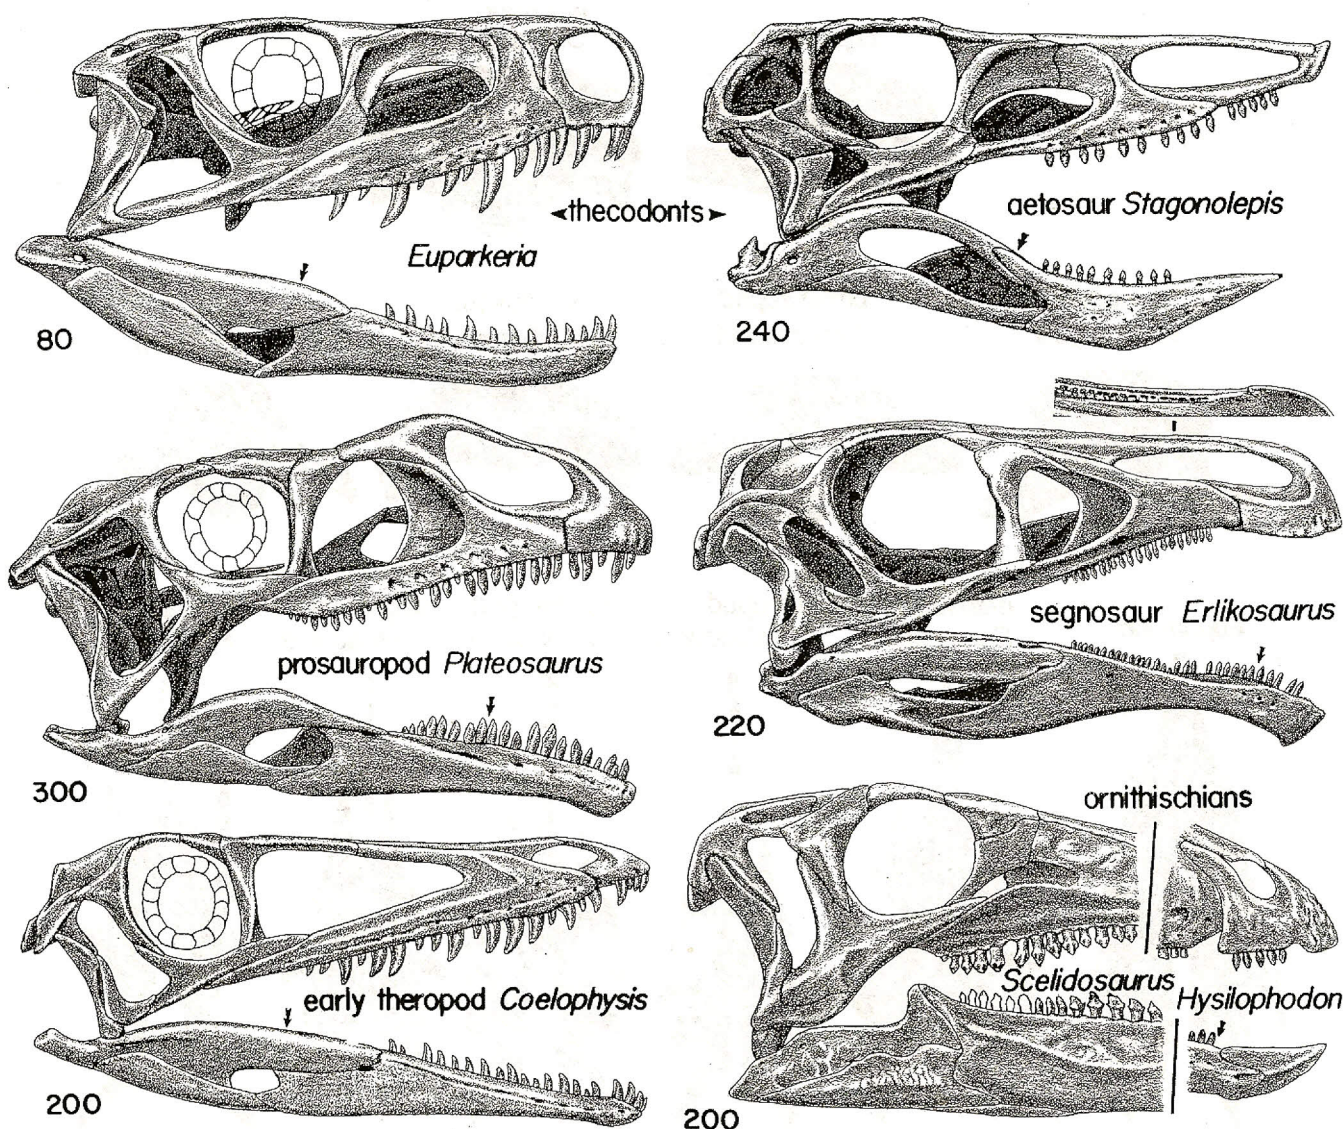 ◄thecodonts►
Euparkeria
80
aetosaur Stagonolepis
240
prosauropod Plateosaurus
300
segnosaur Erlikosaurus
220
early theropod Coelophysis
200
ornithischians
Scelidosaurus
Hysilophodon
200